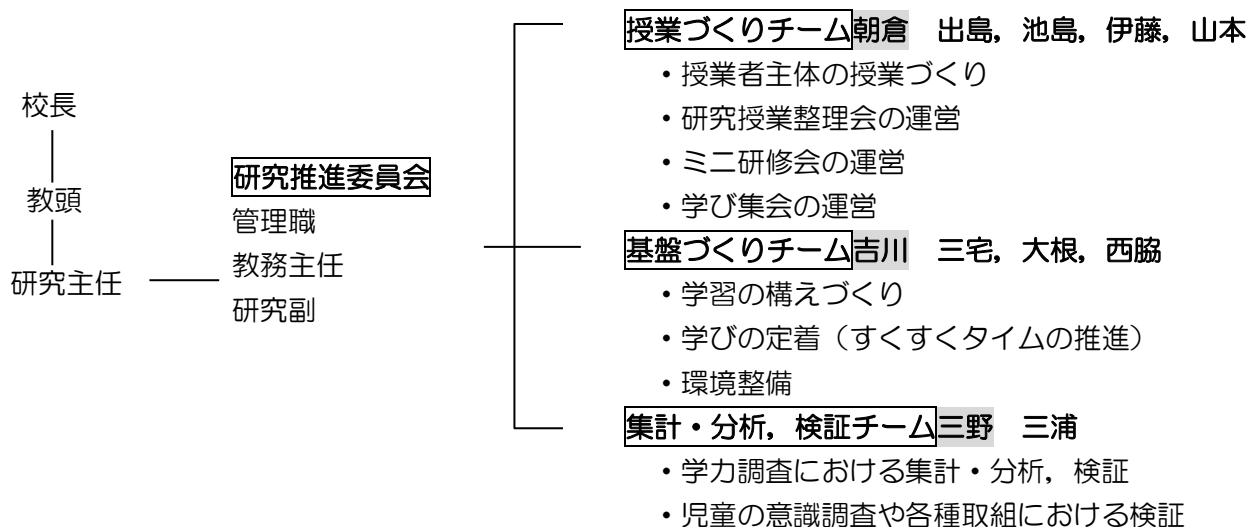 校長
教頭
研究主任
研究推進委員会
管理職
教務主任
研究副
授業づくりチーム朝倉　出島，池島，伊藤，山本
・授業者主体の授業づくり
・研究授業整理会の運営
・ミニ研修会の運営
・学び集会の運営
基盤づくりチーム吉川　三宅，大根，西脇
・学習の構えづくり
・学びの定着（すくすくタイムの推進）
・環境整備
集計・分析，検証チーム三野　三浦
・学力調査における集計・分析，検証
・児童の意識調査や各種取組における検証